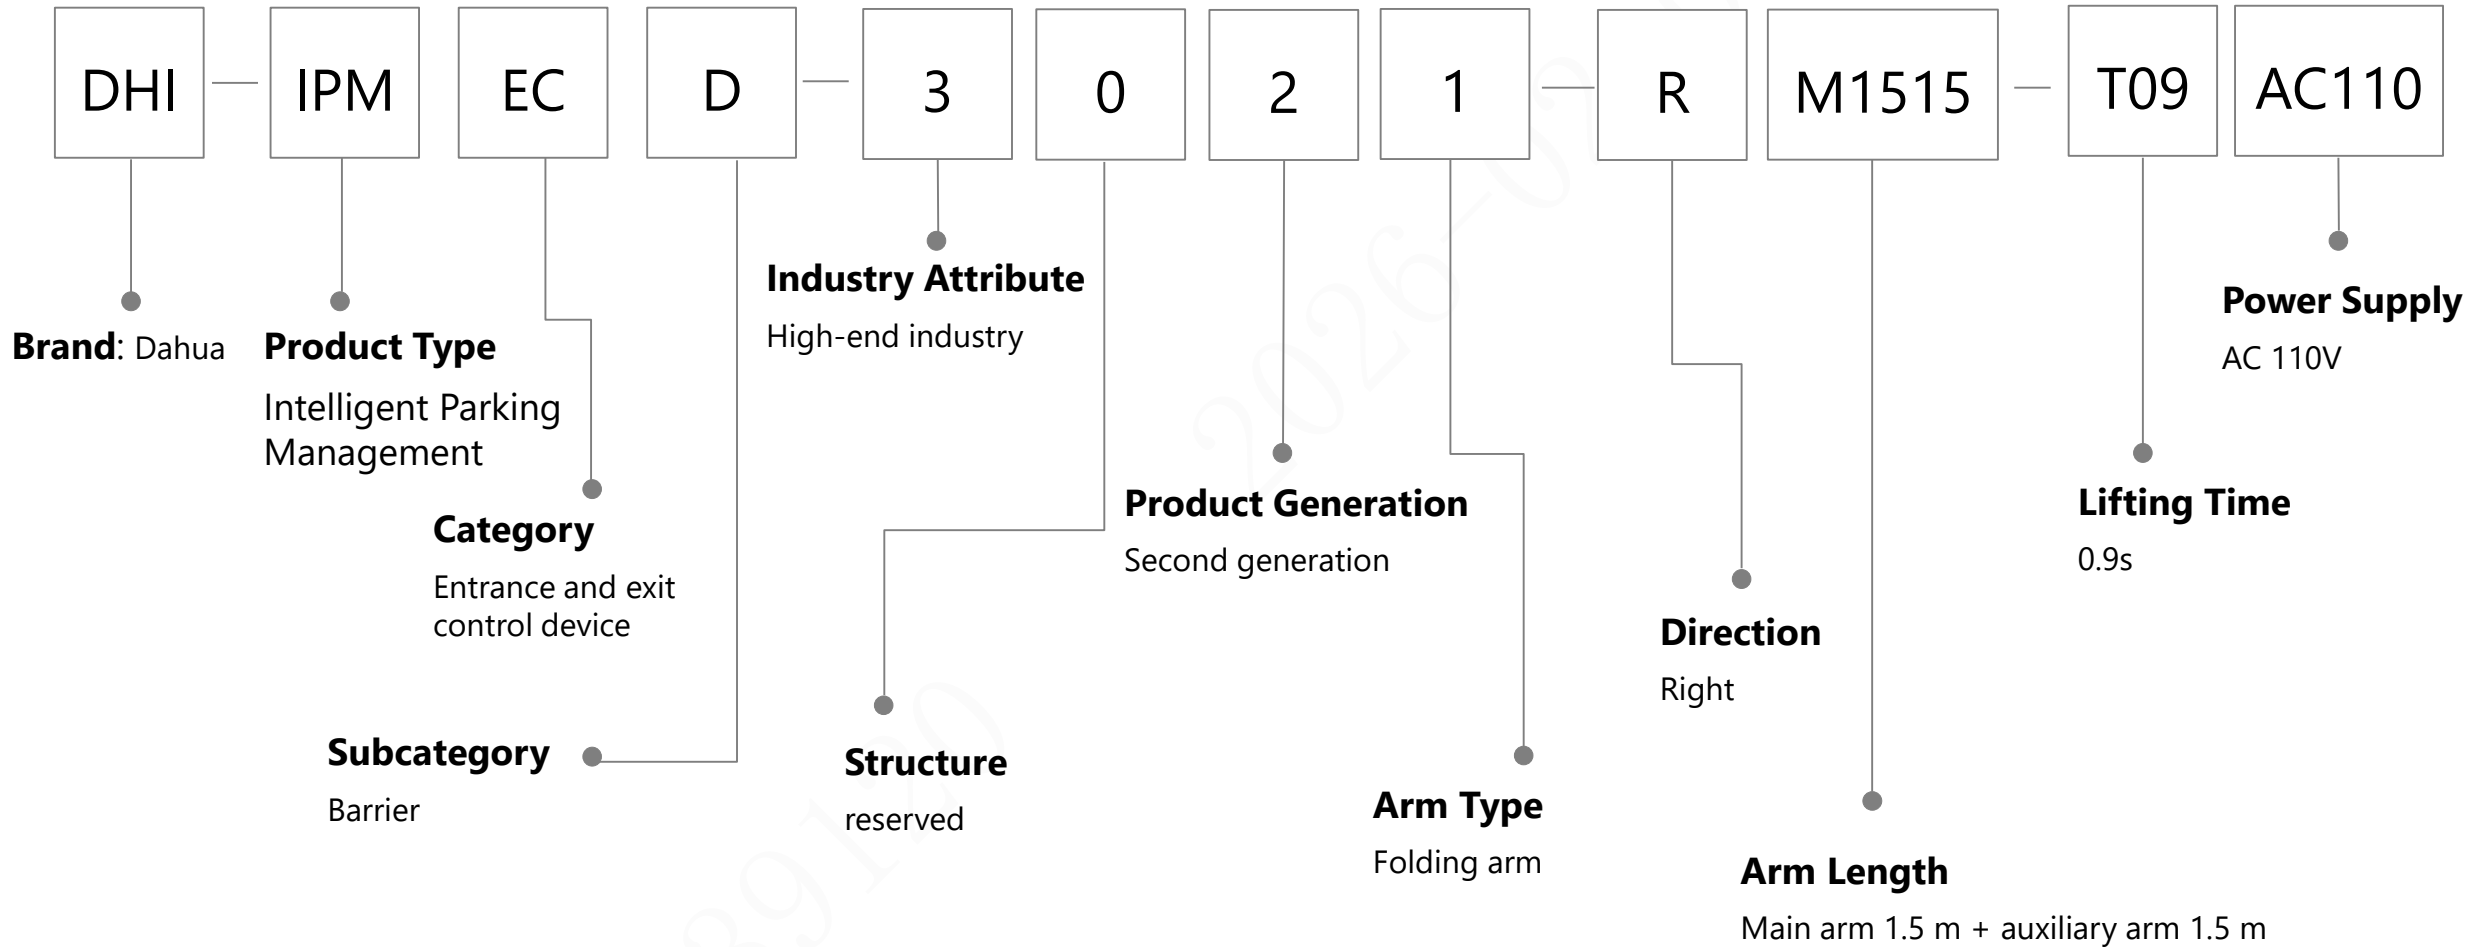 DHI — IPM EC D — 3 0 2 1 — R M1515 — T09 AC110
Brand: Dahua
Product Type
Intelligent Parking
Management
Category
Entrance and exit
control device
Subcategory
Barrier
Industry Attribute
High-end industry
Structure
reserved
Product Generation
Second generation
Arm Type
Folding arm
Direction
Right
Arm Length
Main arm 1.5 m + auxiliary arm 1.5 m
Lifting Time
0.9s
Power Supply
AC 110V